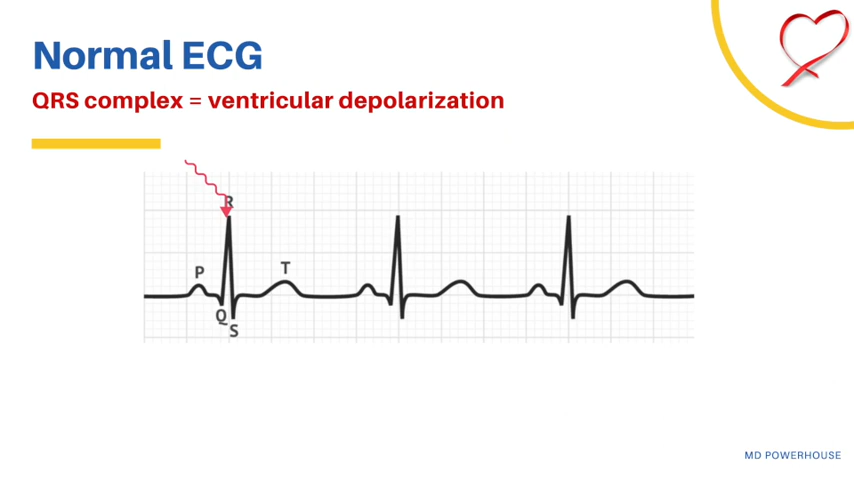 Normal ECG
QRS complex = ventricular depolarization
R
P
T
Q
S
MD POWERHOUSE